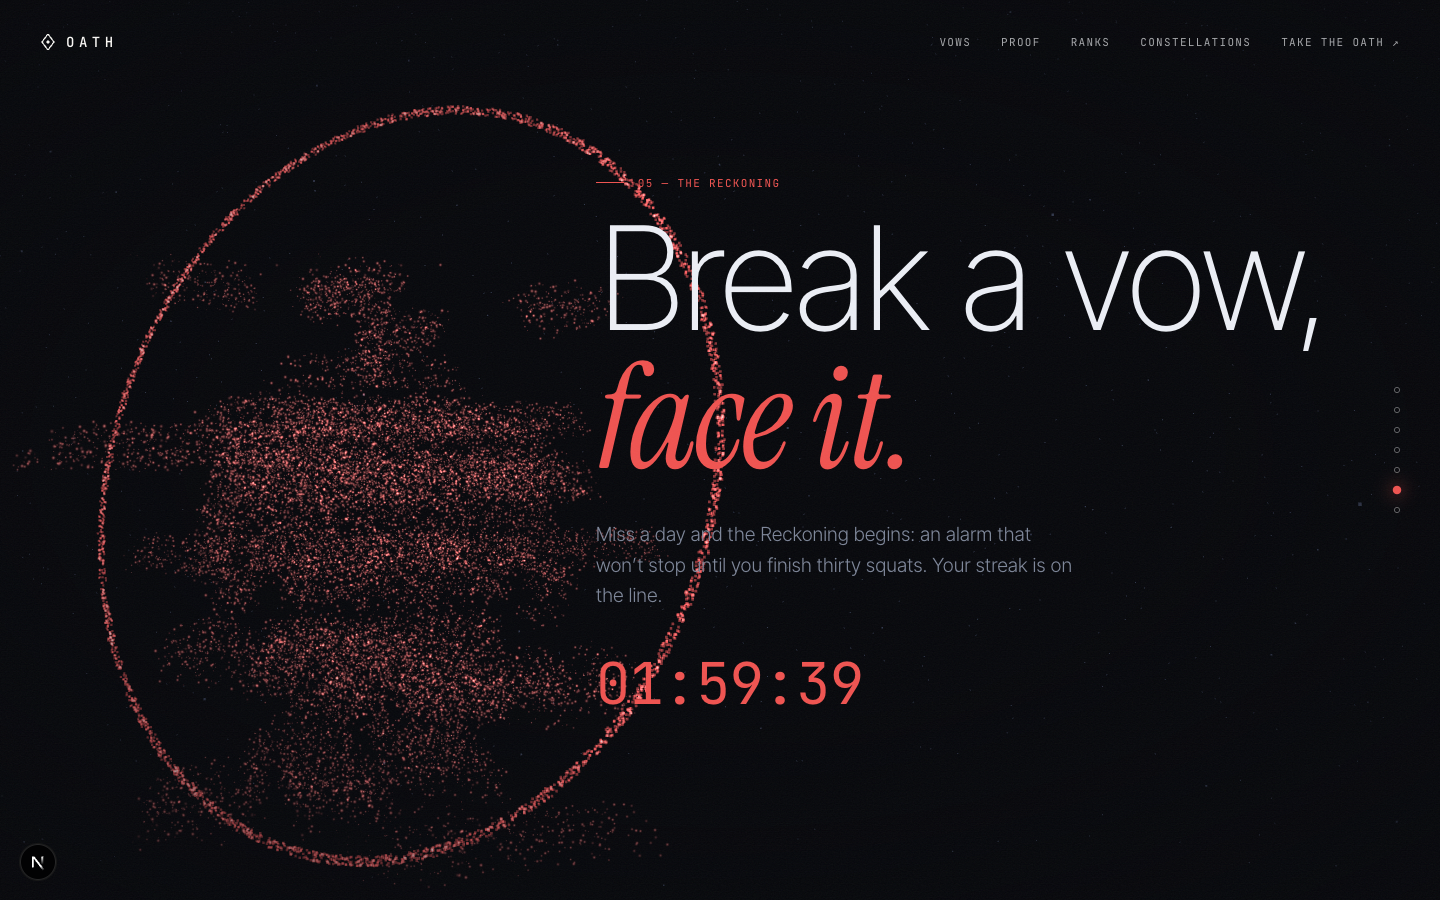 OATH
VOWS PROOF RANKS CONSTELLATIONS TAKE THE OATH ↗
05 — THE RECKONING
Break a vow,
face it.
Miss a day and the Reckoning begins: an alarm that
won’t stop until you finish thirty squats. Your streak is on
the line.
01:59:39
N